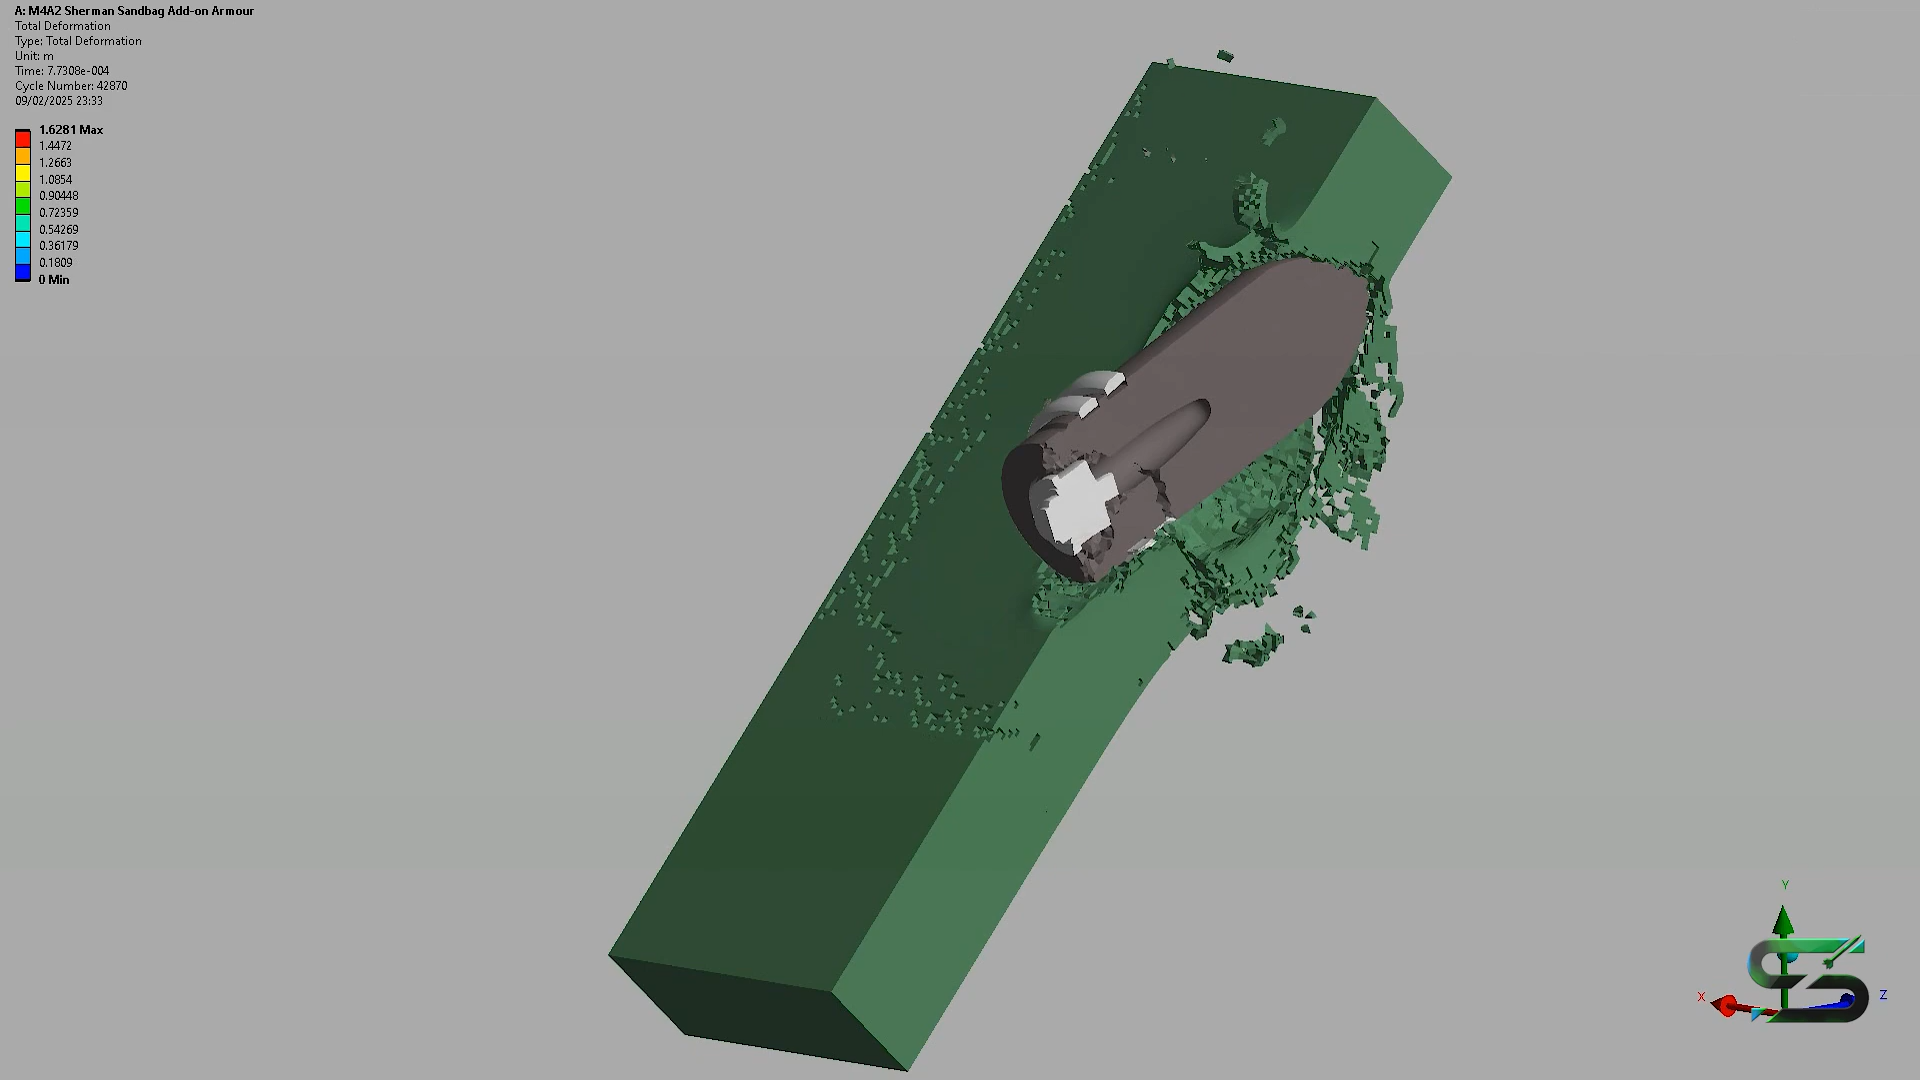 A: M4A2 Sherman Sandbag Add-on Armour
Total Deformation
Type: Total Deformation
Unit: m
Time: 7.7308e-004
Cycle Number: 42870
09/02/2025 23:33
1.6281 Max
1.4472
1.2663
1.0854
0.90448
0.72359
0.54269
0.36179
0.1809
0 Min
Y
X
Z